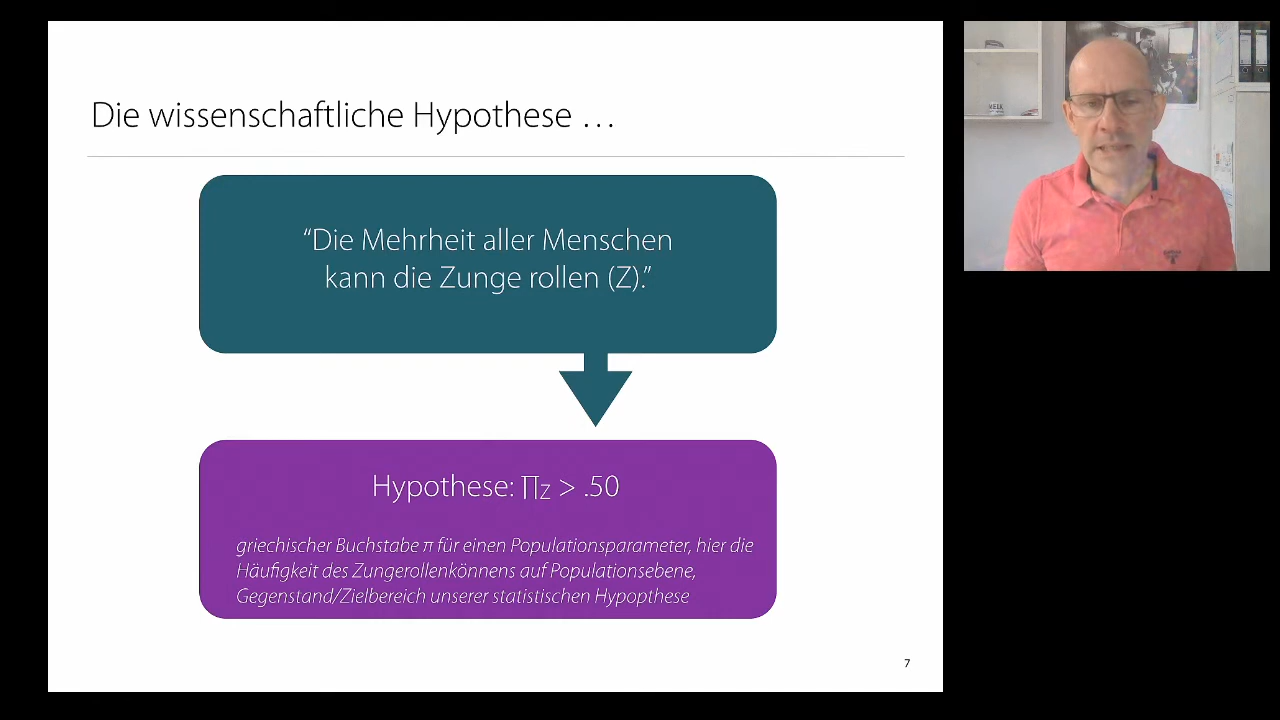 Die wissenschaftliche Hypothese …
“Die Mehrheit aller Menschen
kann die Zunge rollen (Z).”
Hypothese: ∏z > .50
griechischer Buchstabe π für einen Populationsparameter, hier die
Häufigkeit des Zungerollenkönnens auf Populationsebene,
Gegenstand/Zielbereich unserer statistischen Hypopthese
7